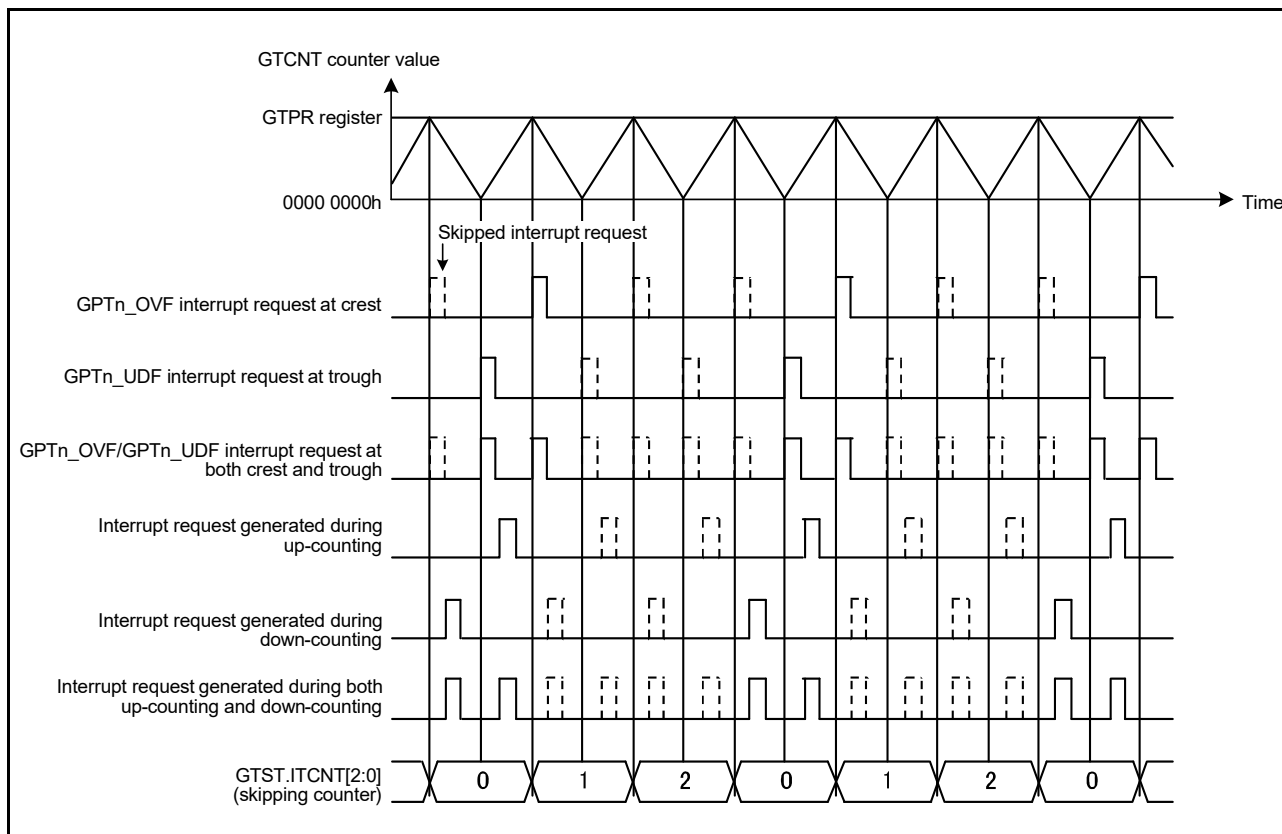 GTCNT counter value
GTPR register
0000 0000h
Time
Skipped interrupt request
GPTn_OVF interrupt request at crest
GPTn_UDF interrupt request at trough
GPTn_OVF/GPTn_UDF interrupt request at
both crest and trough
Interrupt request generated during
up-counting
Interrupt request generated during
down-counting
Interrupt request generated during both
up-counting and down-counting
GTST.ITCNT[2:0]
(skipping counter)
0 1 2 0 1 2 0